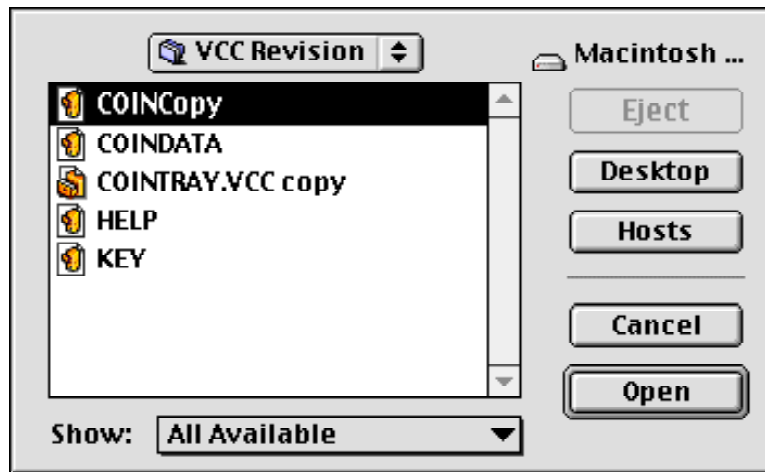 VCC Revision
Macintosh ...
COINCopy
COINDATA
COINTRAY.VCC copy
HELP
KEY
Eject
Desktop
Hosts
Cancel
Open
Show: All Available